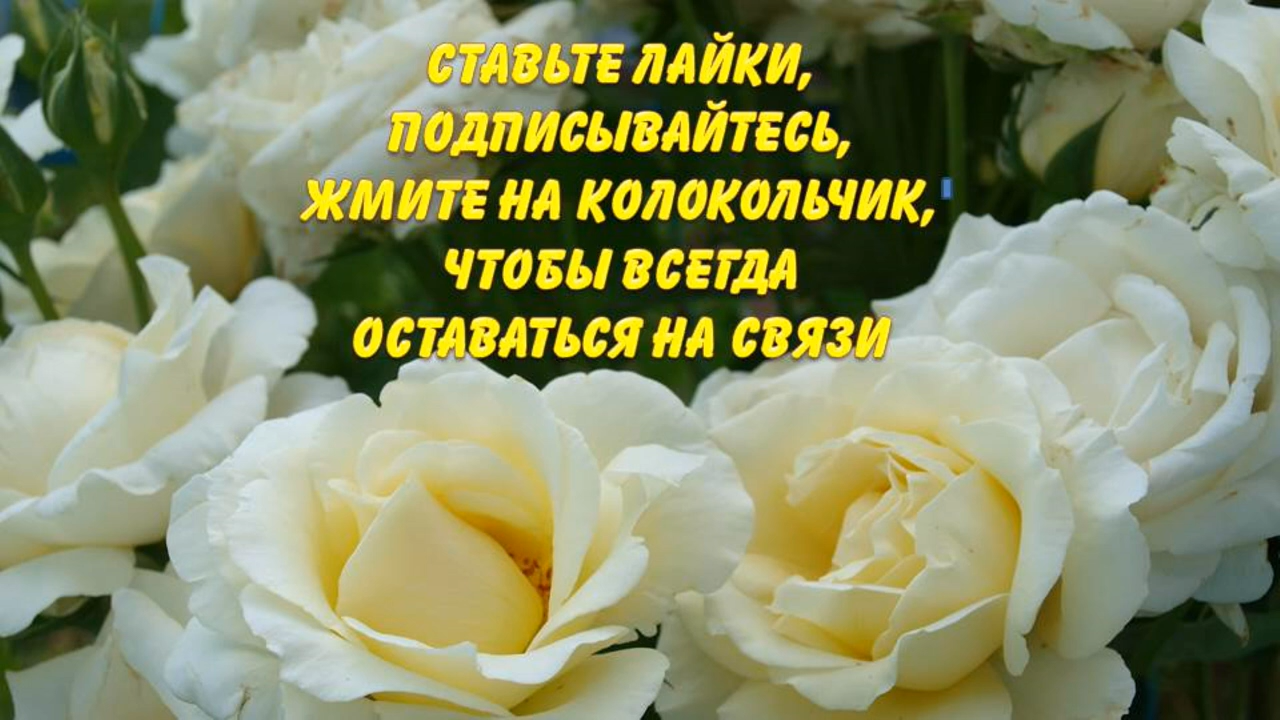 СТАВЬТЕ ЛАЙКИ,
ПОДПИСЫВАЙТЕСЬ,
ЖМИТЕ НА КОЛОКОЛЬЧИК,
ЧТОБЫ ВСЕГДА
ОСТАВАТЬСЯ НА СВЯЗИ